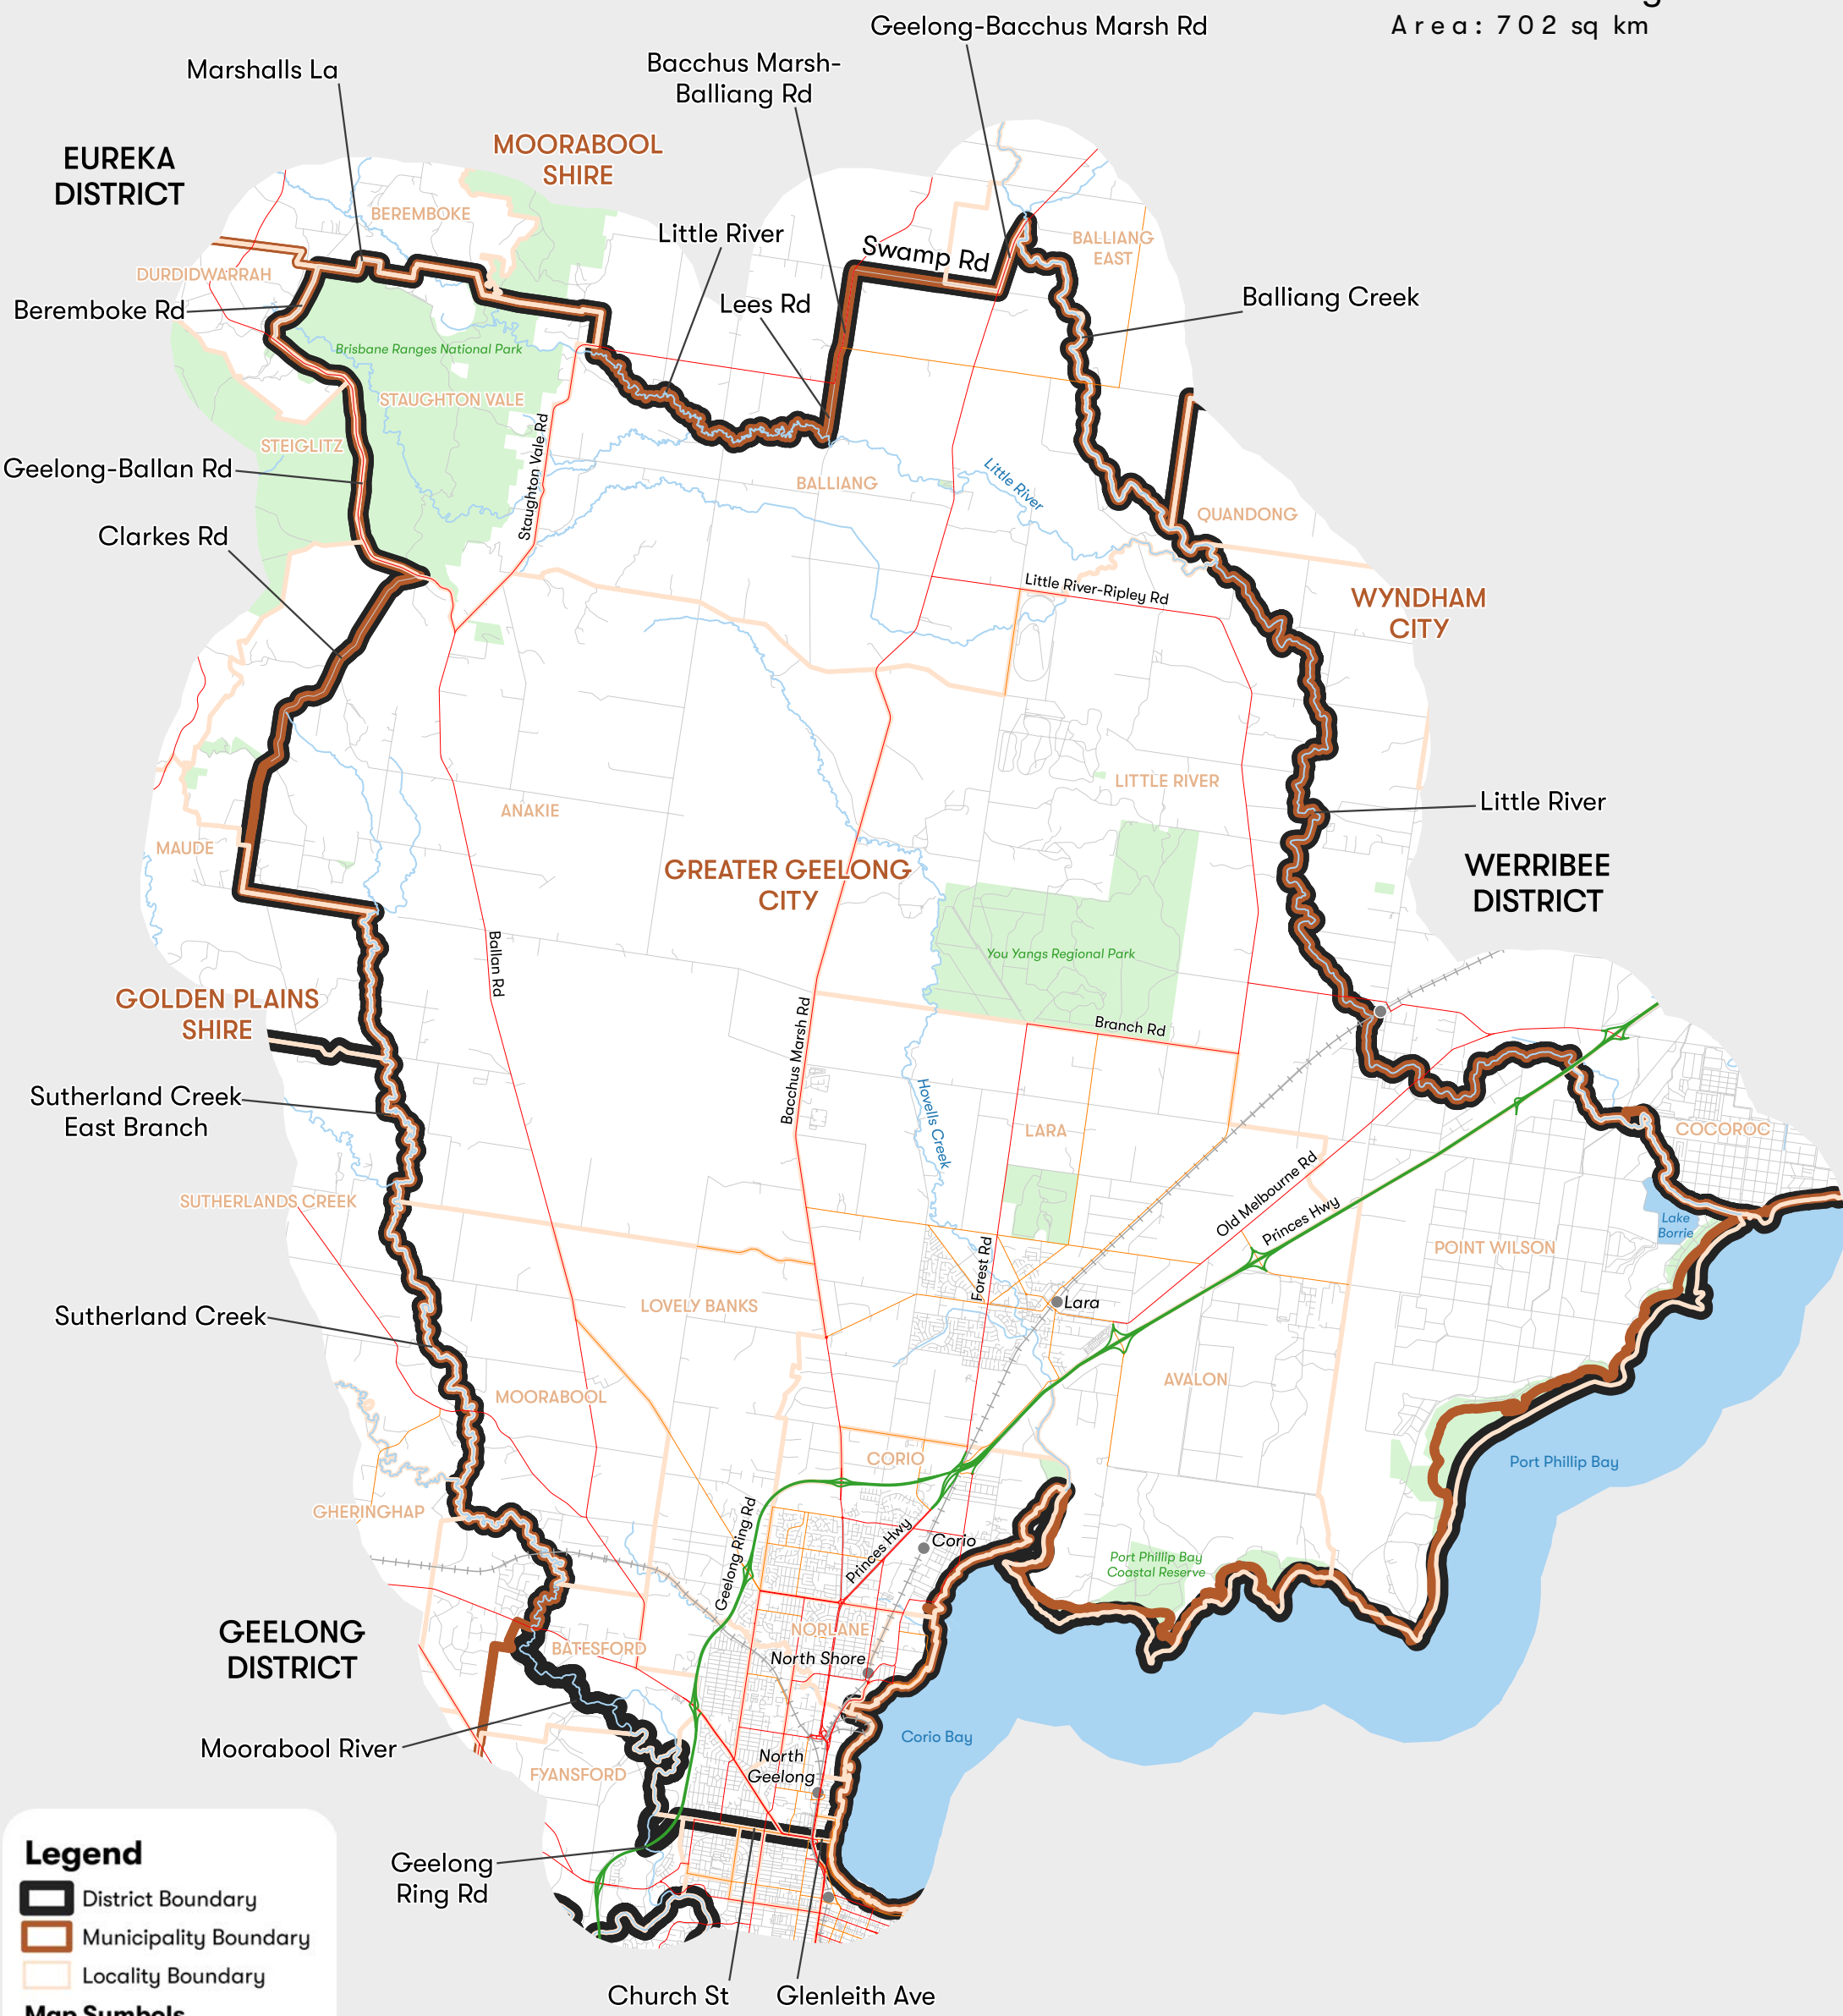 Area: 702 sq km
Geelong-Bacchus Marsh Rd
Marshalls La
Bacchus Marsh-
Balliang Rd
EUREKA
DISTRICT
MOORABOOL
SHIRE
BEREMBOKE
Little River
Swamp Rd
BALLIANG
EAST
DURDIDWARRAH
Beremboke Rd
Lees Rd
Balliang Creek
Brisbane Ranges National Park
STAUGHTON VALE
STEIGLITZ
Staughton Vale Rd
Geelong-Ballan Rd
BALLIANG
Little River
QUANDONG
Clarkes Rd
Little River-Ripley Rd
WYNDHAM
CITY
LITTLE RIVER
Little River
ANAKIE
MAUDE
GREATER GEELONG
CITY
WERRIBEE
DISTRICT
Ballan Rd
You Yangs Regional Park
GOLDEN PLAINS
SHIRE
Bacchus Marsh Rd
Branch Rd
Sutherland Creek
East Branch
Hovells Creek
LARA
COCOROC
SUTHERLANDS CREEK
Old Melbourne Rd
Princes Hwy
Lake
Borrie
POINT WILSON
Forest Rd
Lara
LOVELY BANKS
Sutherland Creek
MOORABOOL
AVALON
CORIO
Port Phillip Bay
GHERINGHAP
Geelong Ring Rd
Princes Hwy
Corio
Port Phillip Bay
Coastal Reserve
GEELONG
DISTRICT
BATESFORD
NORLANE
North Shore
Moorabool River
Corio Bay
FYANSFORD
North
Geelong
Geelong
Ring Rd
Legend
District Boundary
Municipality Boundary
Locality Boundary
Map Symbols
Church St
Glenleith Ave